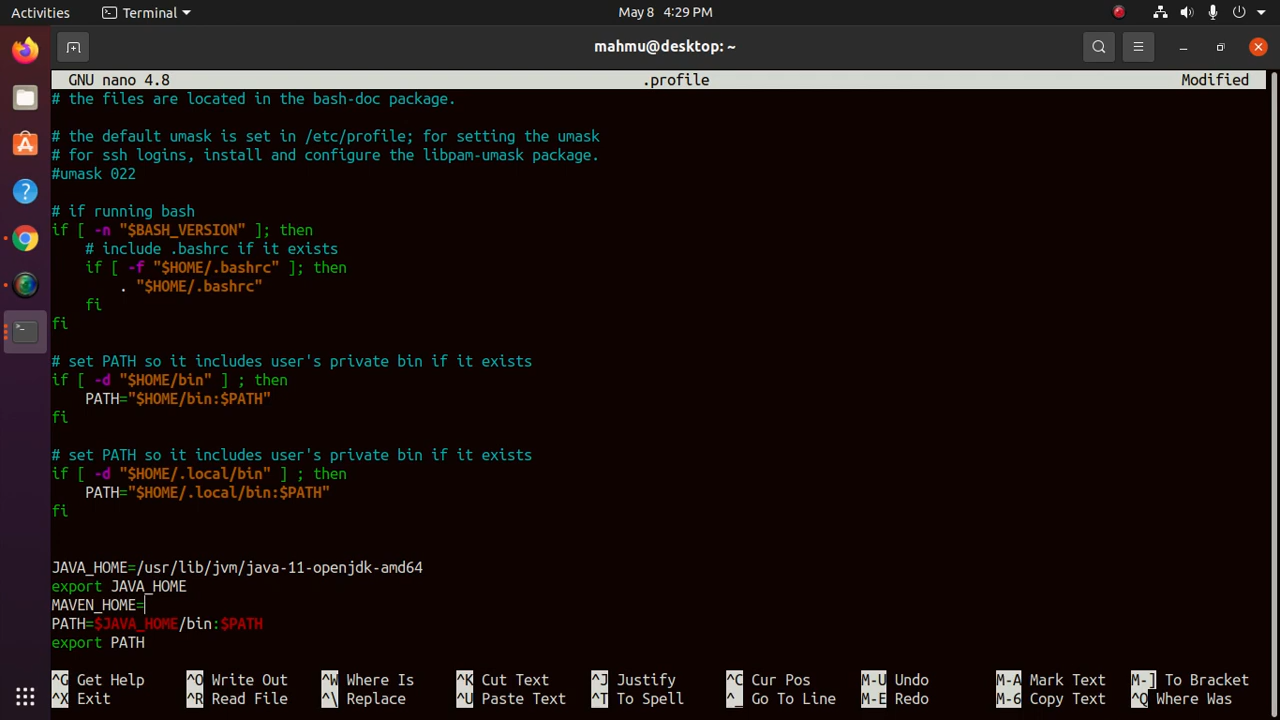 Activities Terminal May 8 4:29 PM
mahmu@desktop: ~
GNU nano 4.8 .profile Modified
# the files are located in the bash-doc package.
# the default umask is set in /etc/profile; for setting the umask
# for ssh logins, install and configure the libpam-umask package.
#umask 022
# if running bash
if [ -n "$BASH_VERSION" ]; then
# include .bashrc if it exists
if [ -f "$HOME/.bashrc" ]; then
. "$HOME/.bashrc"
fi
fi
# set PATH so it includes user's private bin if it exists
if [ -d "$HOME/bin" ] ; then
PATH="$HOME/bin:$PATH"
fi
# set PATH so it includes user's private bin if it exists
if [ -d "$HOME/.local/bin" ] ; then
PATH="$HOME/.local/bin:$PATH"
fi
JAVA_HOME=/usr/lib/jvm/java-11-openjdk-amd64
export JAVA_HOME
MAVEN_HOME=
PATH=$JAVA_HOME/bin:$PATH
export PATH
^G Get Help ^O Write Out ^W Where Is ^K Cut Text ^J Justify ^C Cur Pos M-U Undo M-A Mark Text M-] To Bracket
^X Exit ^R Read File ^\ Replace ^U Paste Text ^T To Spell ^_ Go To Line M-E Redo M-6 Copy Text ^Q Where Was